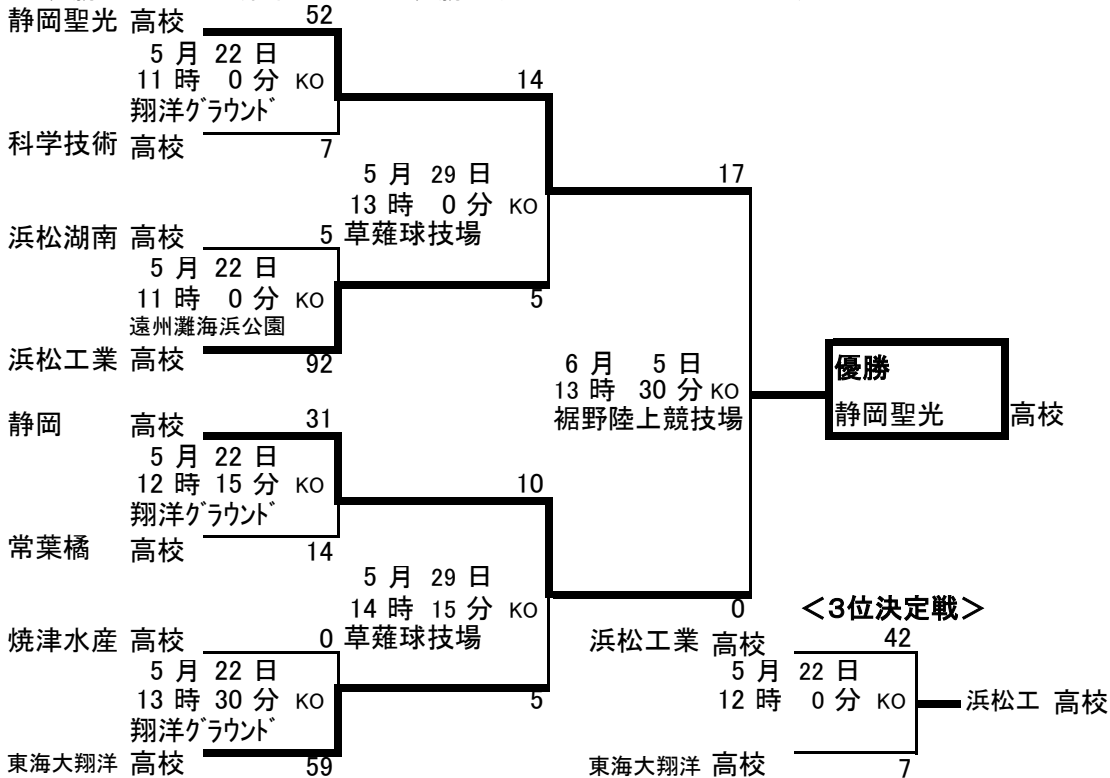 静岡聖光 高校 52
5 月 22 日
11 時 0 分 KO
翔洋グラウンド
14
科学技術 高校 7
5 月 29 日
13 時 0 分 KO
草薙球技場
17
浜松湖南 高校 5
5 月 22 日
11 時 0 分 KO
遠州灘海浜公園
5
浜松工業 高校 92
6 月 5 日
13 時 30 分 KO
裾野陸上競技場
優勝
静岡聖光 高校
静岡 高校 31
5 月 22 日
12 時 15 分 KO
翔洋グラウンド
10
常葉橘 高校 14
5 月 29 日
14 時 15 分 KO
草薙球技場
0
焼津水産 高校 0
5 月 22 日
13 時 30 分 KO
翔洋グラウンド
5
東海大翔洋 高校 59
<3位決定戦>
浜松工業 高校 42
5 月 22 日
12 時 0 分 KO
浜松工 高校
東海大翔洋 高校 7